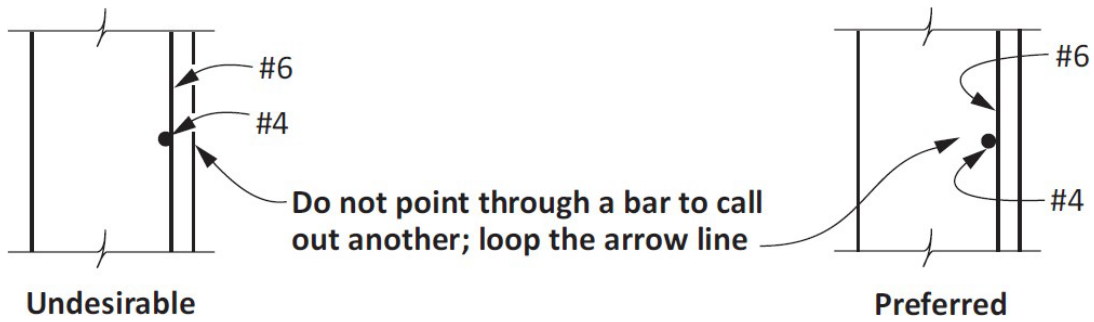 #6
#4
Do not point through a bar to call
out another; loop the arrow line
Undesirable
#6
#4
Preferred